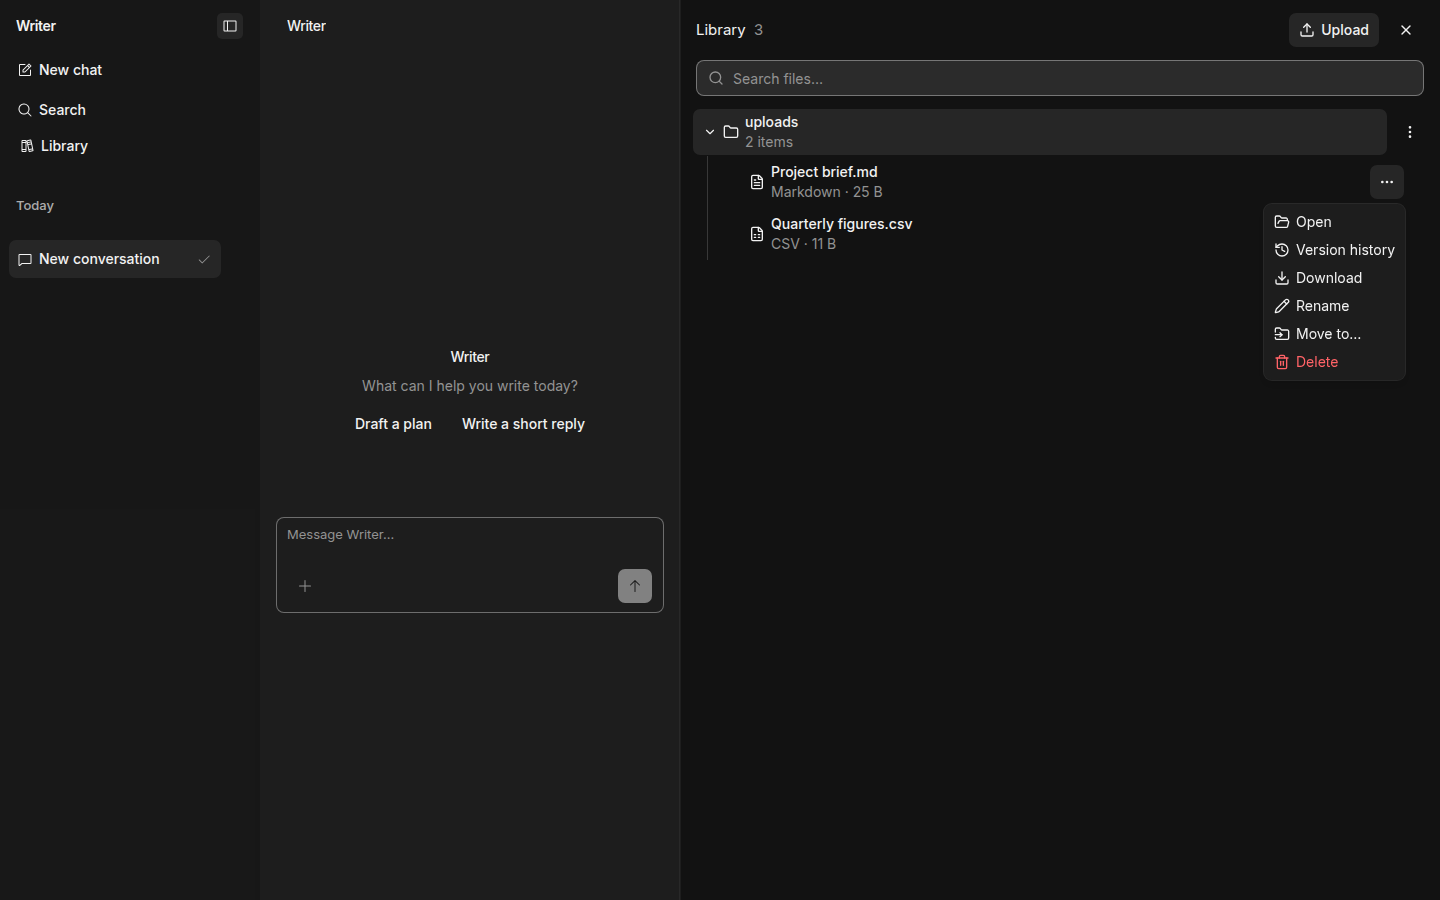 Writer
New chat
Search
Library
Today
New conversation
Writer
Writer
What can I help you write today?
Draft a plan
Write a short reply
Message Writer...
Library 3
Upload
Search files...
uploads
2 items
Project brief.md
Markdown · 25 B
Quarterly figures.csv
CSV · 11 B
Open
Version history
Download
Rename
Move to...
Delete